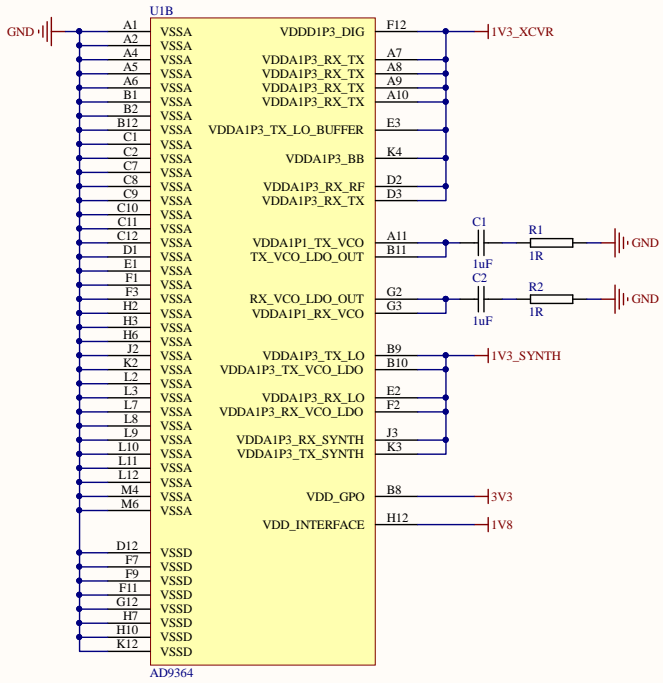 U1B
GND A1 VSSA VDDD1P3_DIG F12 1V3_XCVR
A2 VSSA
A4 VSSA VDDA1P3_RX_TX A7
A5 VSSA VDDA1P3_RX_TX A8
A6 VSSA VDDA1P3_RX_TX A9
B1 VSSA VDDA1P3_RX_TX A10
B2 VSSA
B12 VSSA VDDA1P3_TX_LO_BUFFER E3
C1 VSSA
C2 VSSA VDDA1P3_BB K4
C7 VSSA
C8 VSSA VDDA1P3_RX_RF D2
C9 VSSA VDDA1P3_RX_TX D3
C10 VSSA
C11 VSSA C1 R1
C12 VSSA VDDA1P1_TX_VCO A11 GND
D1 VSSA TX_VCO_LDO_OUT B11 1uF 1R
E1 VSSA
F1 VSSA C2 R2
F3 VSSA RX_VCO_LDO_OUT G2 GND
H2 VSSA VDDA1P1_RX_VCO G3 1uF 1R
H3 VSSA
H6 VSSA
J2 VSSA VDDA1P3_TX_LO B9 1V3_SYNTH
K2 VSSA VDDA1P3_TX_VCO_LDO B10
L2 VSSA
L3 VSSA VDDA1P3_RX_LO E2
L7 VSSA VDDA1P3_RX_VCO_LDO F2
L8 VSSA
L9 VSSA VDDA1P3_RX_SYNTH J3
L10 VSSA VDDA1P3_TX_SYNTH K3
L11 VSSA
L12 VSSA
M4 VSSA VDD_GPO B8 3V3
M6 VSSA
VDD_INTERFACE H12 1V8
D12 VSSD
F7 VSSD
F9 VSSD
F11 VSSD
G12 VSSD
H7 VSSD
H10 VSSD
K12 VSSD
AD9364